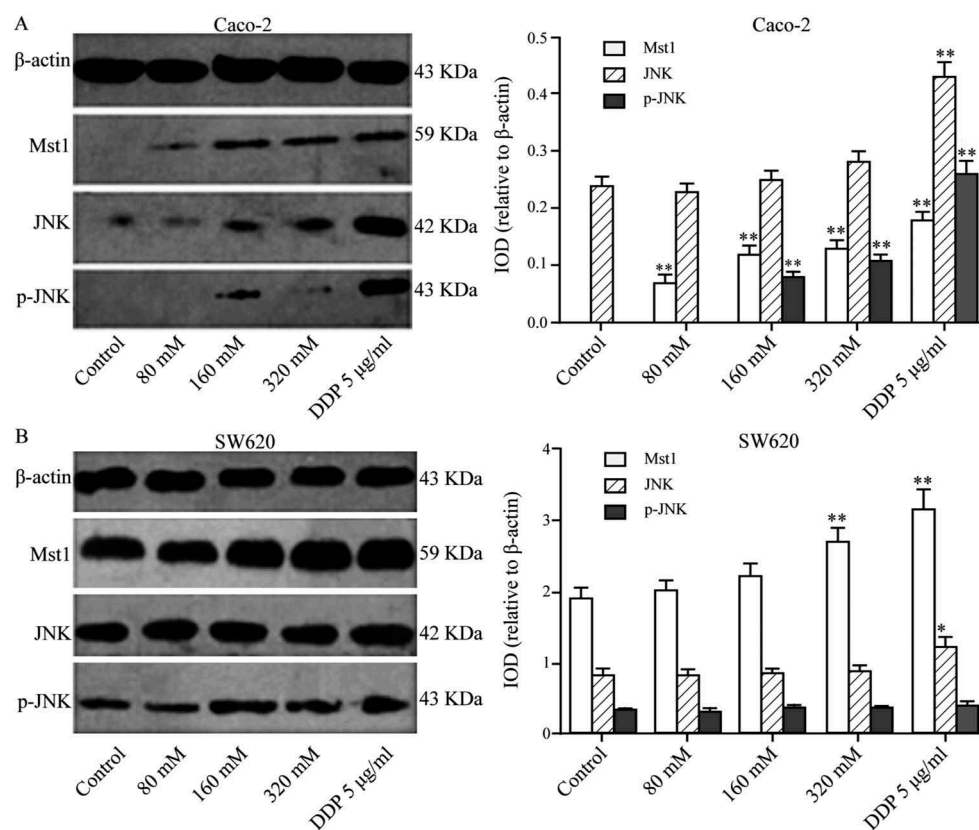 A
Caco-2
β-actin
43 KDa
Mst1
59 KDa
JNK
42 KDa
p-JNK
43 KDa
Control
80 mM
160 mM
320 mM
DDP 5 µg/ml
Caco-2
Mst1
JNK
p-JNK
IOD (relative to β-actin)
0.5
0.4
0.3
0.2
0.1
0.0
**
**
**
**
**
**
**
**
Control
80 mM
160 mM
320 mM
DDP 5 µg/ml
B
SW620
β-actin
43 KDa
Mst1
59 KDa
JNK
42 KDa
p-JNK
43 KDa
Control
80 mM
160 mM
320 mM
DDP 5 µg/ml
SW620
Mst1
JNK
p-JNK
IOD (relative to β-actin)
4
3
2
1
0
**
**
*
Control
80 mM
160 mM
320 mM
DDP 5 µg/ml